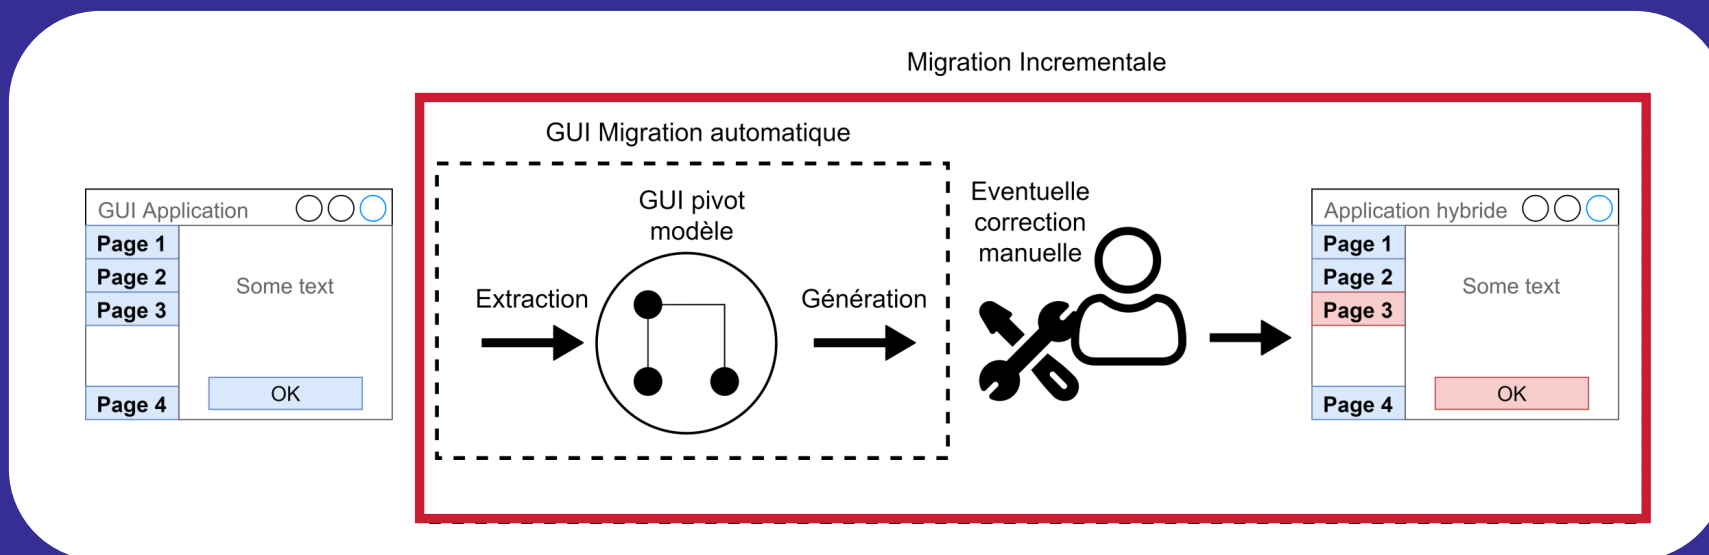 Migration Incrementale
GUI Migration automatique
GUI Application
Page 1
Page 2
Page 3
Page 4
Some text
OK
Extraction
GUI pivot
modèle
Génération
Eventuelle
correction
manuelle
Application hybride
Page 1
Page 2
Page 3
Page 4
Some text
OK